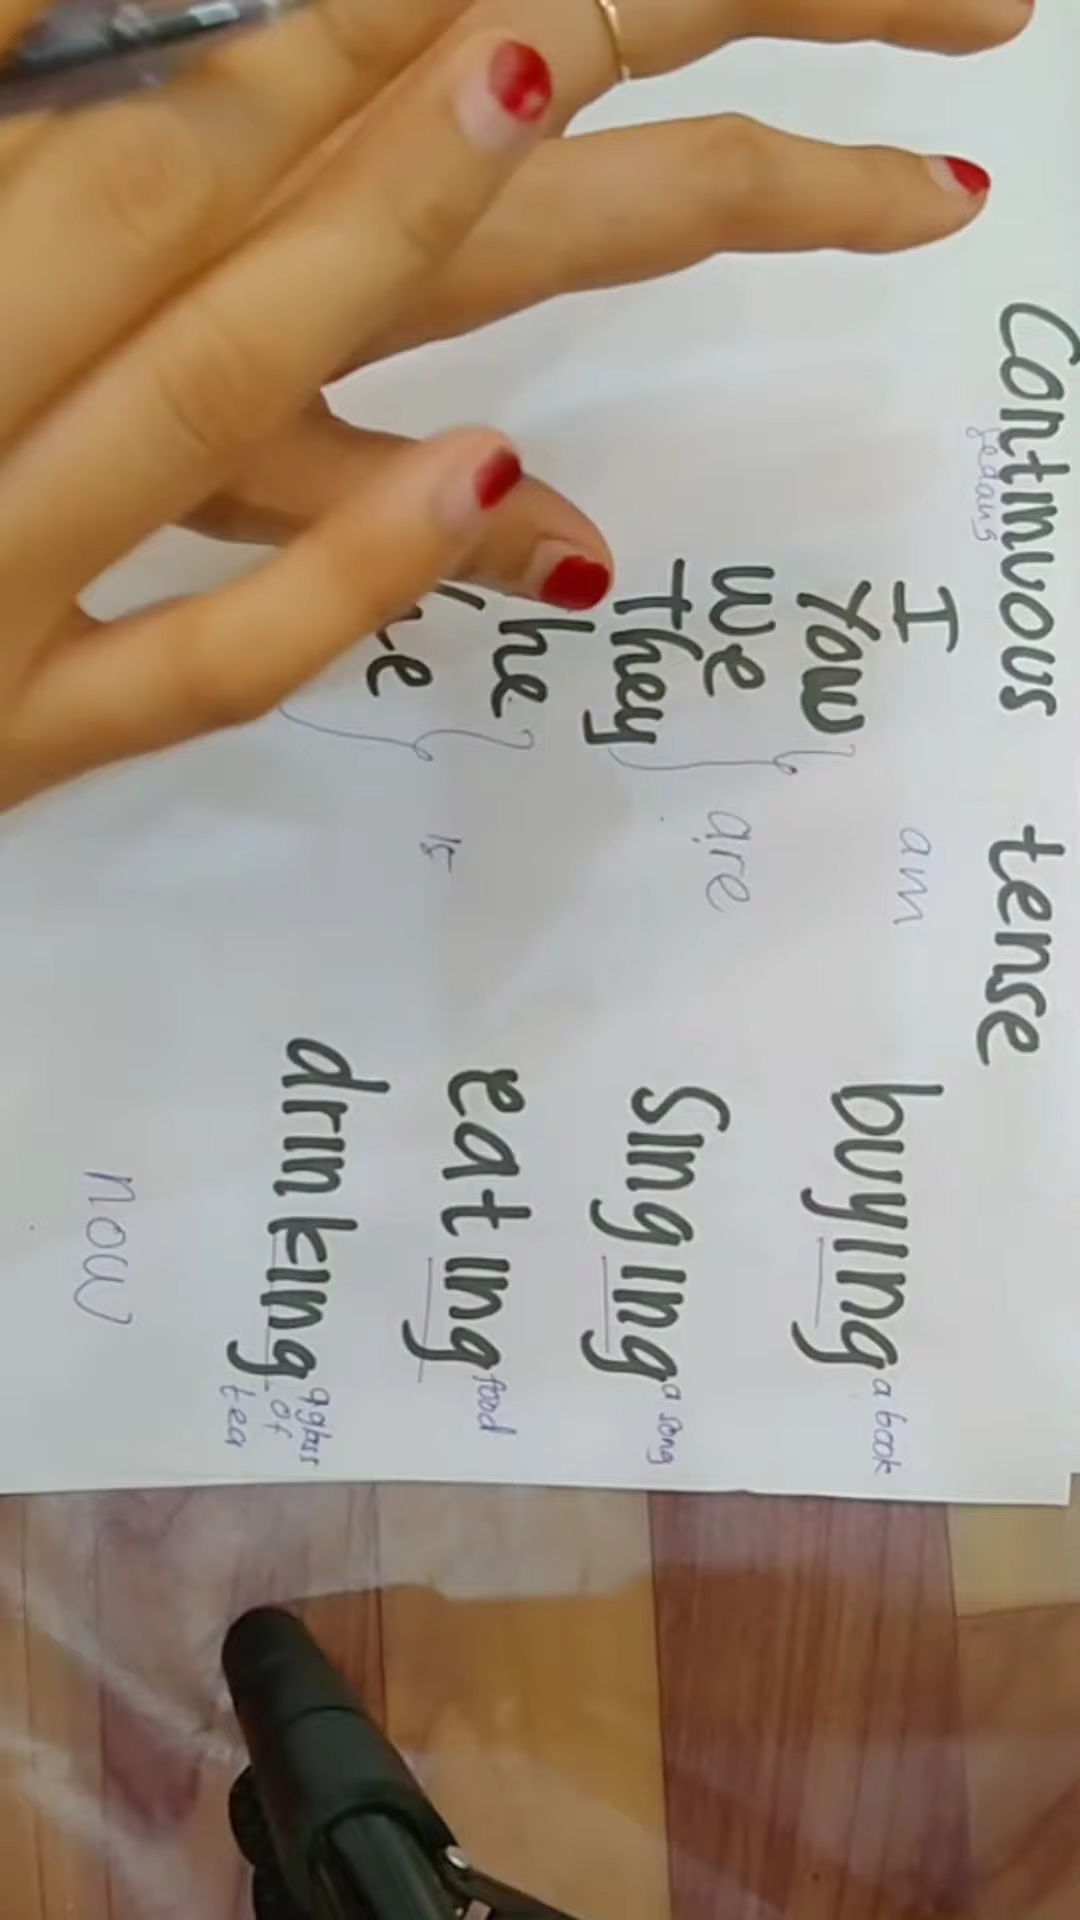 Continuous tense
sedang
I am buying a book
You
we are singing a song
They
he is eating food
drinking a glass of tea
now